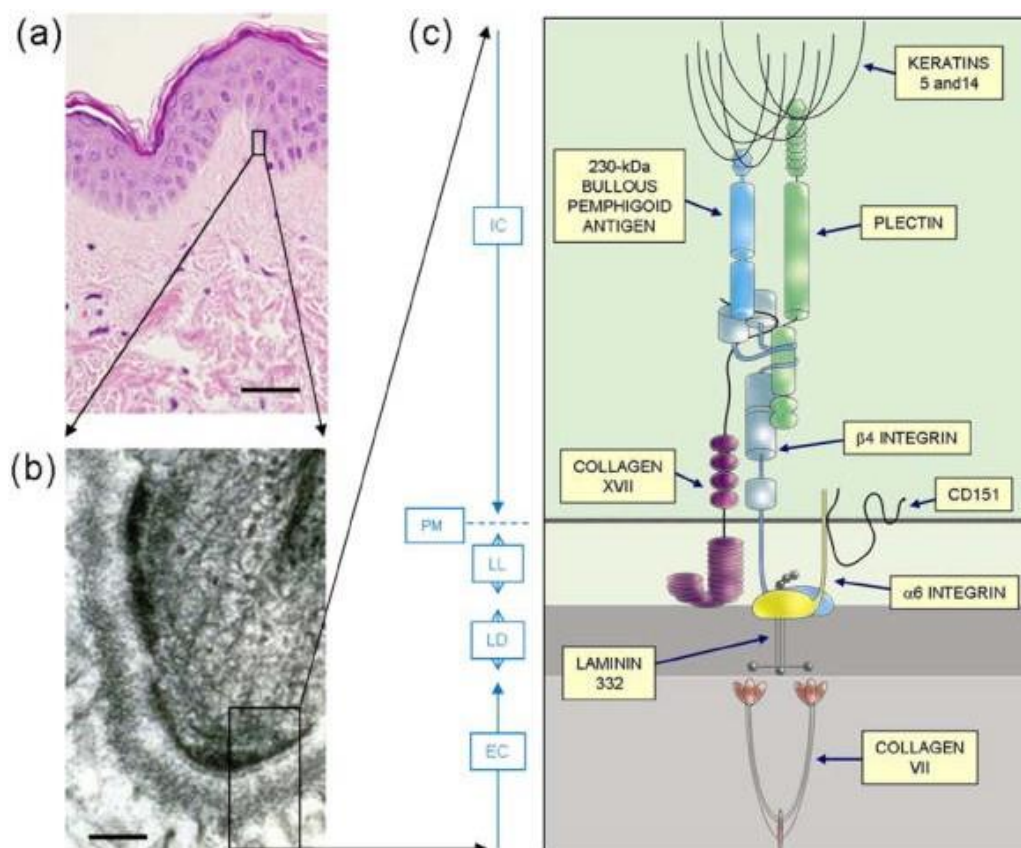 (a)
(b)
(c)
IC
PM
LL
LD
EC
KERATINS
5 and14
230-kDa
BULLOUS
PEMPHIGOID
ANTIGEN
PLECTIN
β4 INTEGRIN
COLLAGEN
XVII
CD151
α6 INTEGRIN
LAMININ
332
COLLAGEN
VII